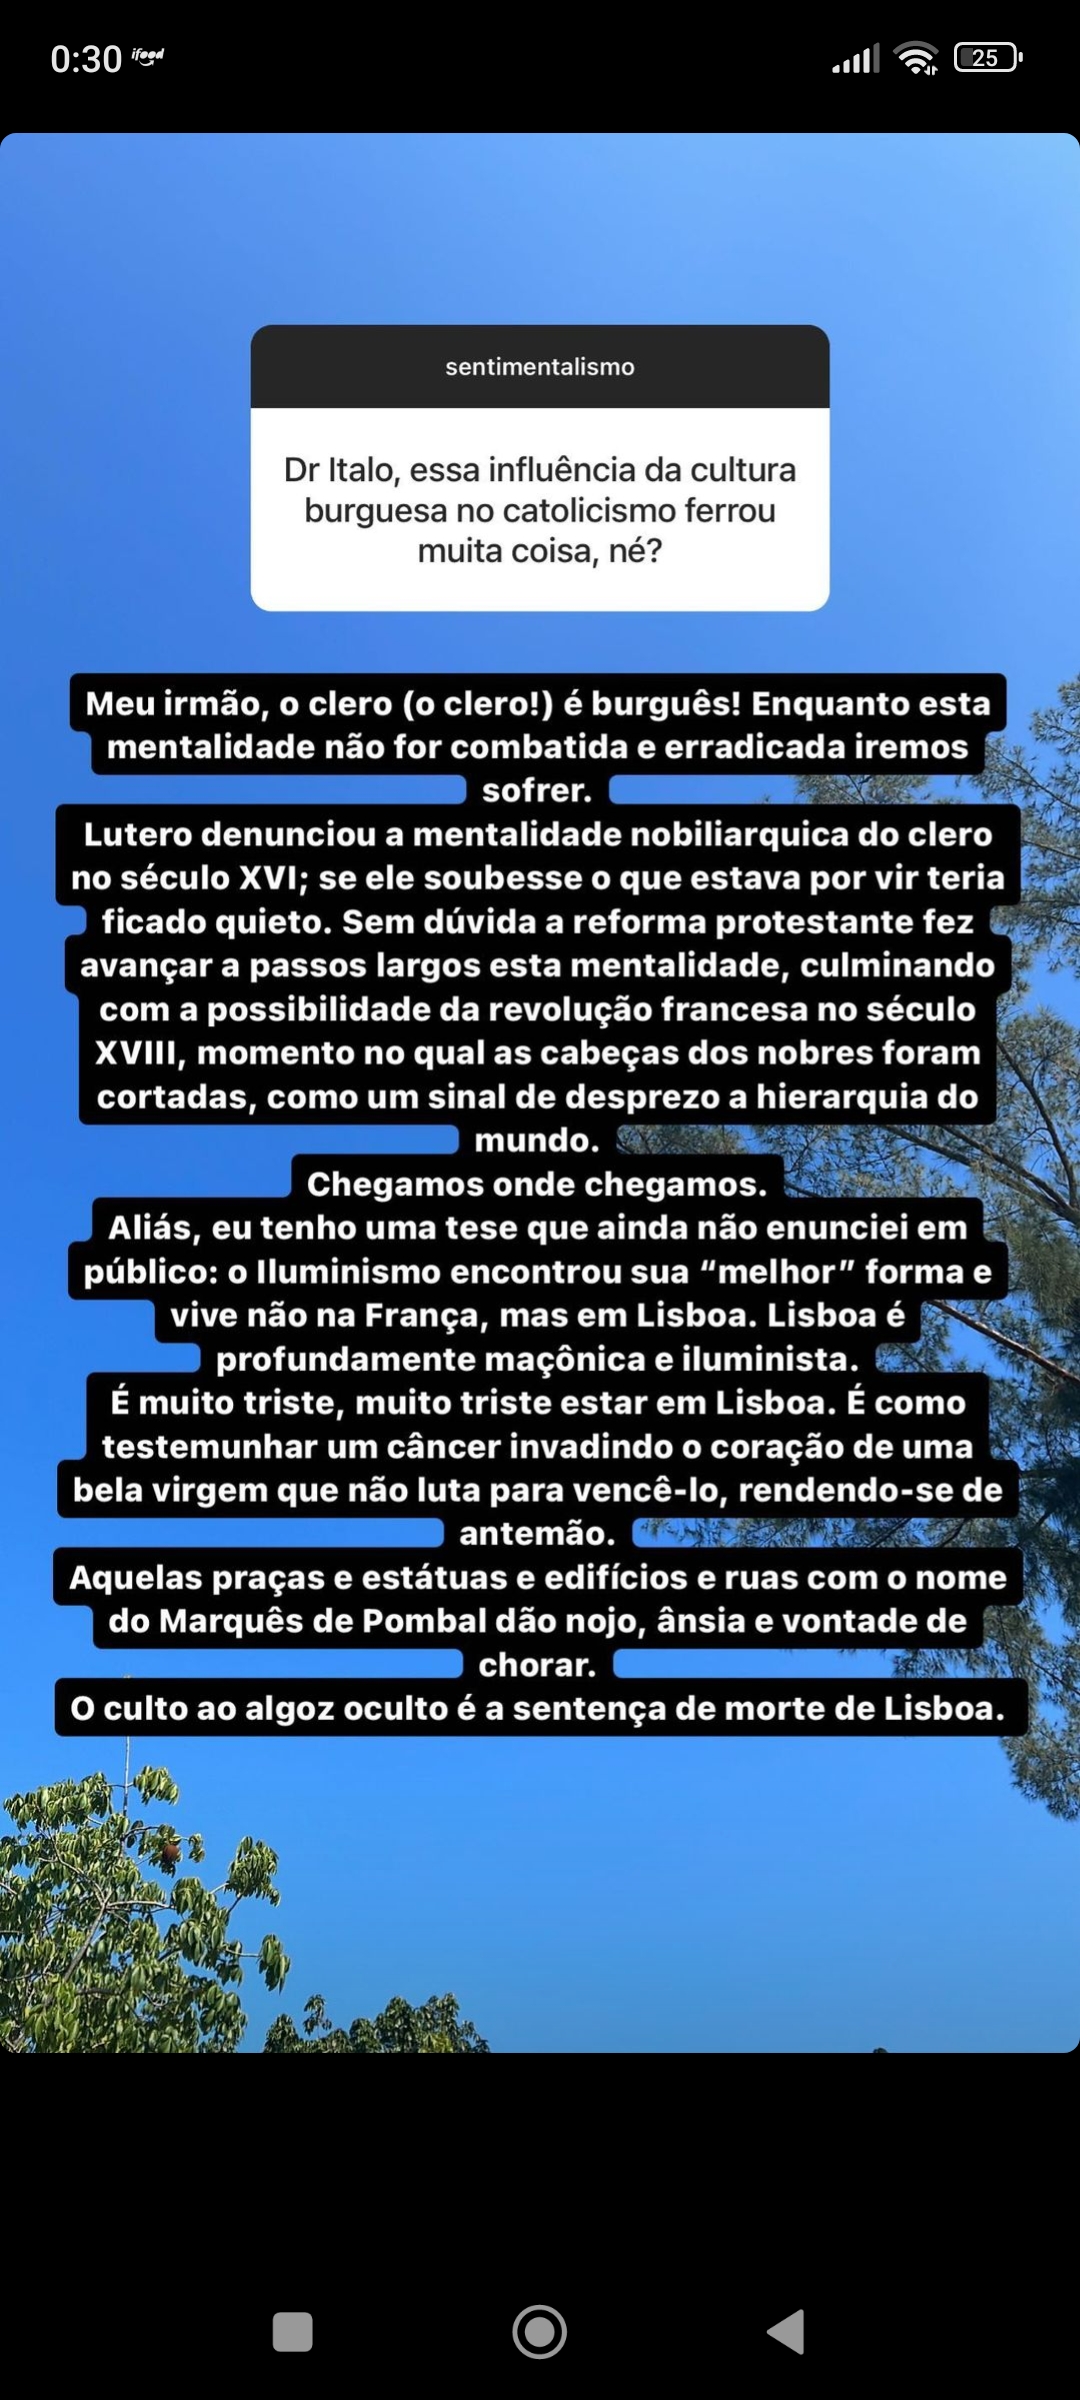 0:30 ifood
25
sentimentalismo
Dr Italo, essa influência da cultura
burguesa no catolicismo ferrou
muita coisa, né?
Meu irmão, o clero (o clero!) é burguês! Enquanto esta
mentalidade não for combatida e erradicada iremos
sofrer.
Lutero denunciou a mentalidade nobiliarquica do clero
no século XVI; se ele soubesse o que estava por vir teria
ficado quieto. Sem dúvida a reforma protestante fez
avançar a passos largos esta mentalidade, culminando
com a possibilidade da revolução francesa no século
XVIII, momento no qual as cabeças dos nobres foram
cortadas, como um sinal de desprezo a hierarquia do
mundo.
Chegamos onde chegamos.
Aliás, eu tenho uma tese que ainda não enunciei em
público: o Iluminismo encontrou sua “melhor” forma e
vive não na França, mas em Lisboa. Lisboa é
profundamente maçônica e iluminista.
É muito triste, muito triste estar em Lisboa. É como
testemunhar um câncer invadindo o coração de uma
bela virgem que não luta para vencê-lo, rendendo-se de
antemão.
Aquelas praças e estátuas e edifícios e ruas com o nome
do Marquês de Pombal dão nojo, ânsia e vontade de
chorar.
O culto ao algoz oculto é a sentença de morte de Lisboa.